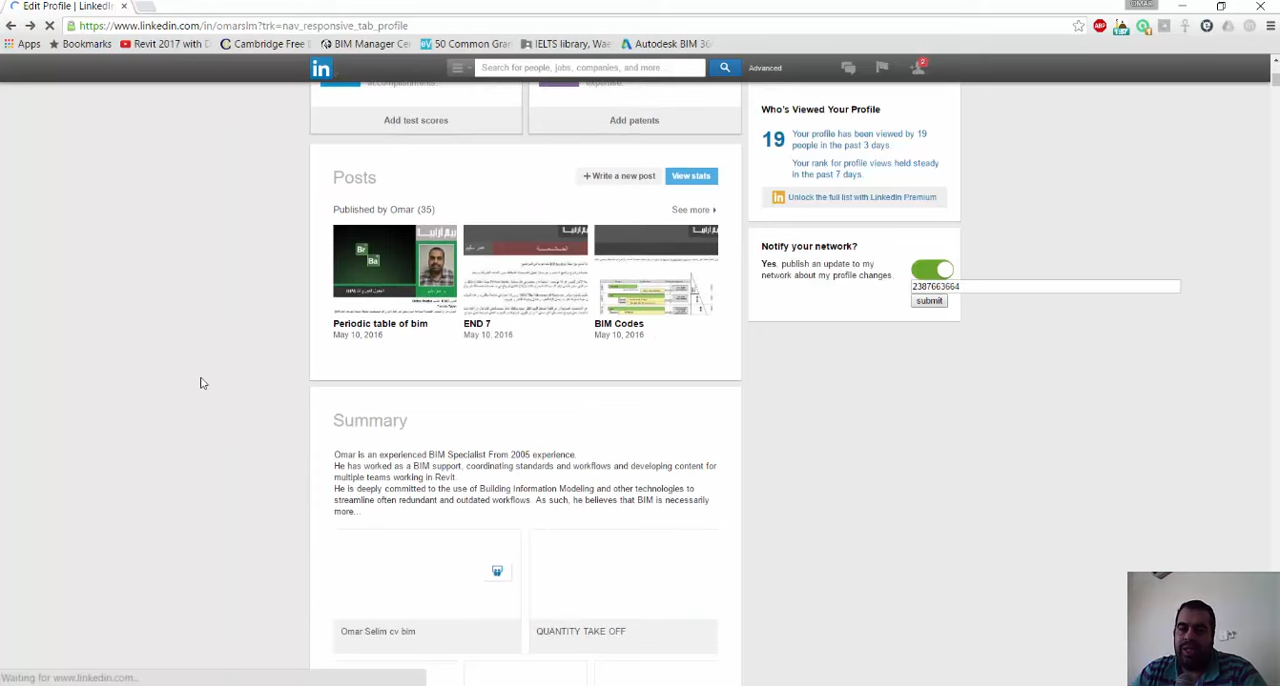 Edit Profile | LinkedI
OMAR
https://www.linkedin.com/in/omarslm?trk=nav_responsive_tab_profile
Apps
Bookmarks
Revit 2017 with D
Cambridge Free
BIM Manager Ce
50 Common Gra
IELTS library, Wae
Autodesk BIM 36
in
Search for people, jobs, companies, and more...
Advanced
2
accomplishments.
expertise.
Add test scores
Add patents
Who's Viewed Your Profile
19
Your profile has been viewed by 19
people in the past 3 days.
Your rank for profile views held steady
in the past 7 days.
in
Unlock the full list with LinkedIn Premium
Posts
+ Write a new post
View stats
Published by Omar (35)
See more
Br
Ba
Periodic table of bim
May 10, 2016
END 7
May 10, 2016
BIM Codes
May 10, 2016
Notify your network?
Yes, publish an update to my
network about my profile changes.
2387663664
submit
Summary
Omar is an experienced BIM Specialist From 2005 experience.
He has worked as a BIM support, coordinating standards and workflows and developing content for
multiple teams working in Revit.
He is deeply committed to the use of Building Information Modeling and other technologies to
streamline often redundant and outdated workflows. As such, he believes that BIM is necessarily
more...
Omar Selim cv bim
QUANTITY TAKE OFF
Waiting for www.linkedin.com...